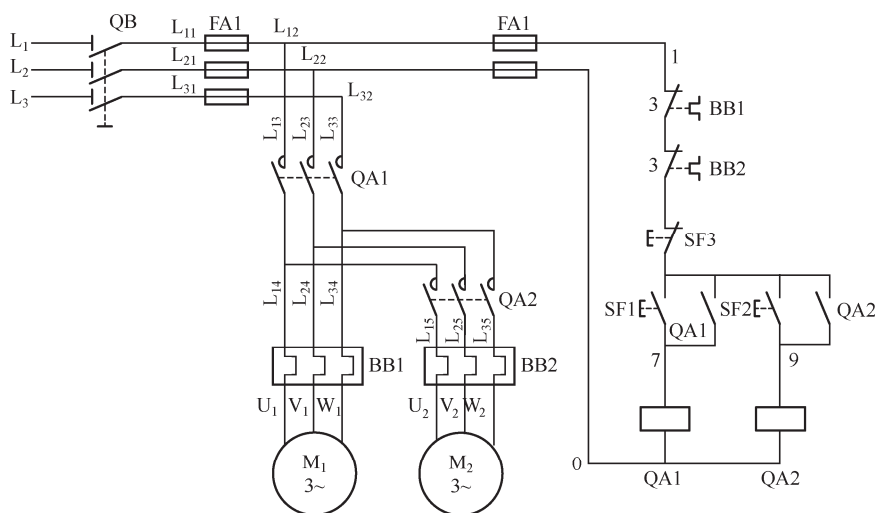 QB
L₁₁
FA1
L₁₂
FA1
L₁
L₂₁
L₂₂
1
L₂
L₃₁
L₃₂
L₃
3
BB1
L₁₃
L₂₃
L₃₃
QA1
3
BB2
SF3
L₁₄
L₂₄
L₃₄
QA2
L₁₅
L₂₅
L₃₅
SF1
QA1
SF2
QA2
BB1
BB2
7
9
U₁
V₁
W₁
U₂
V₂
W₂
M₁
3~
M₂
3~
0
QA1
QA2